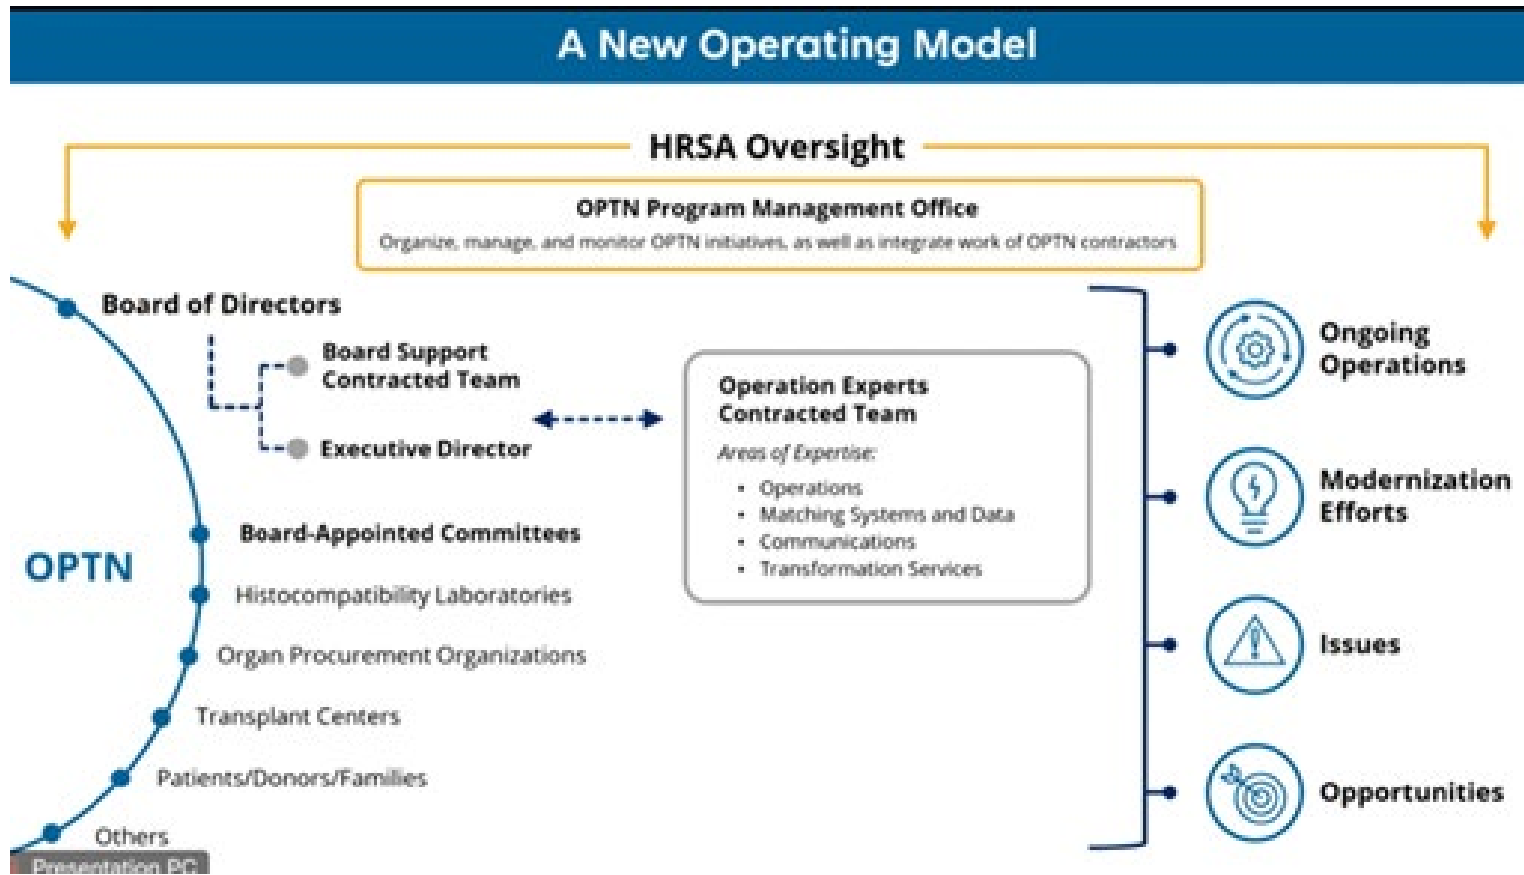 A New Operating Model
HRSA Oversight
OPTN Program Management Office
Organize, manage, and monitor OPTN initiatives, as well as integrate work of OPTN contractors
Board of Directors
Board Support
Contracted Team
Executive Director
Board-Appointed Committees
OPTN
Histocompatibility Laboratories
Organ Procurement Organizations
Transplant Centers
Patients/Donors/Families
Others
Operation Experts
Contracted Team
Areas of Expertise:
• Operations
• Matching Systems and Data
• Communications
• Transformation Services
Ongoing
Operations
Modernization
Efforts
Issues
Opportunities
Presentation PC